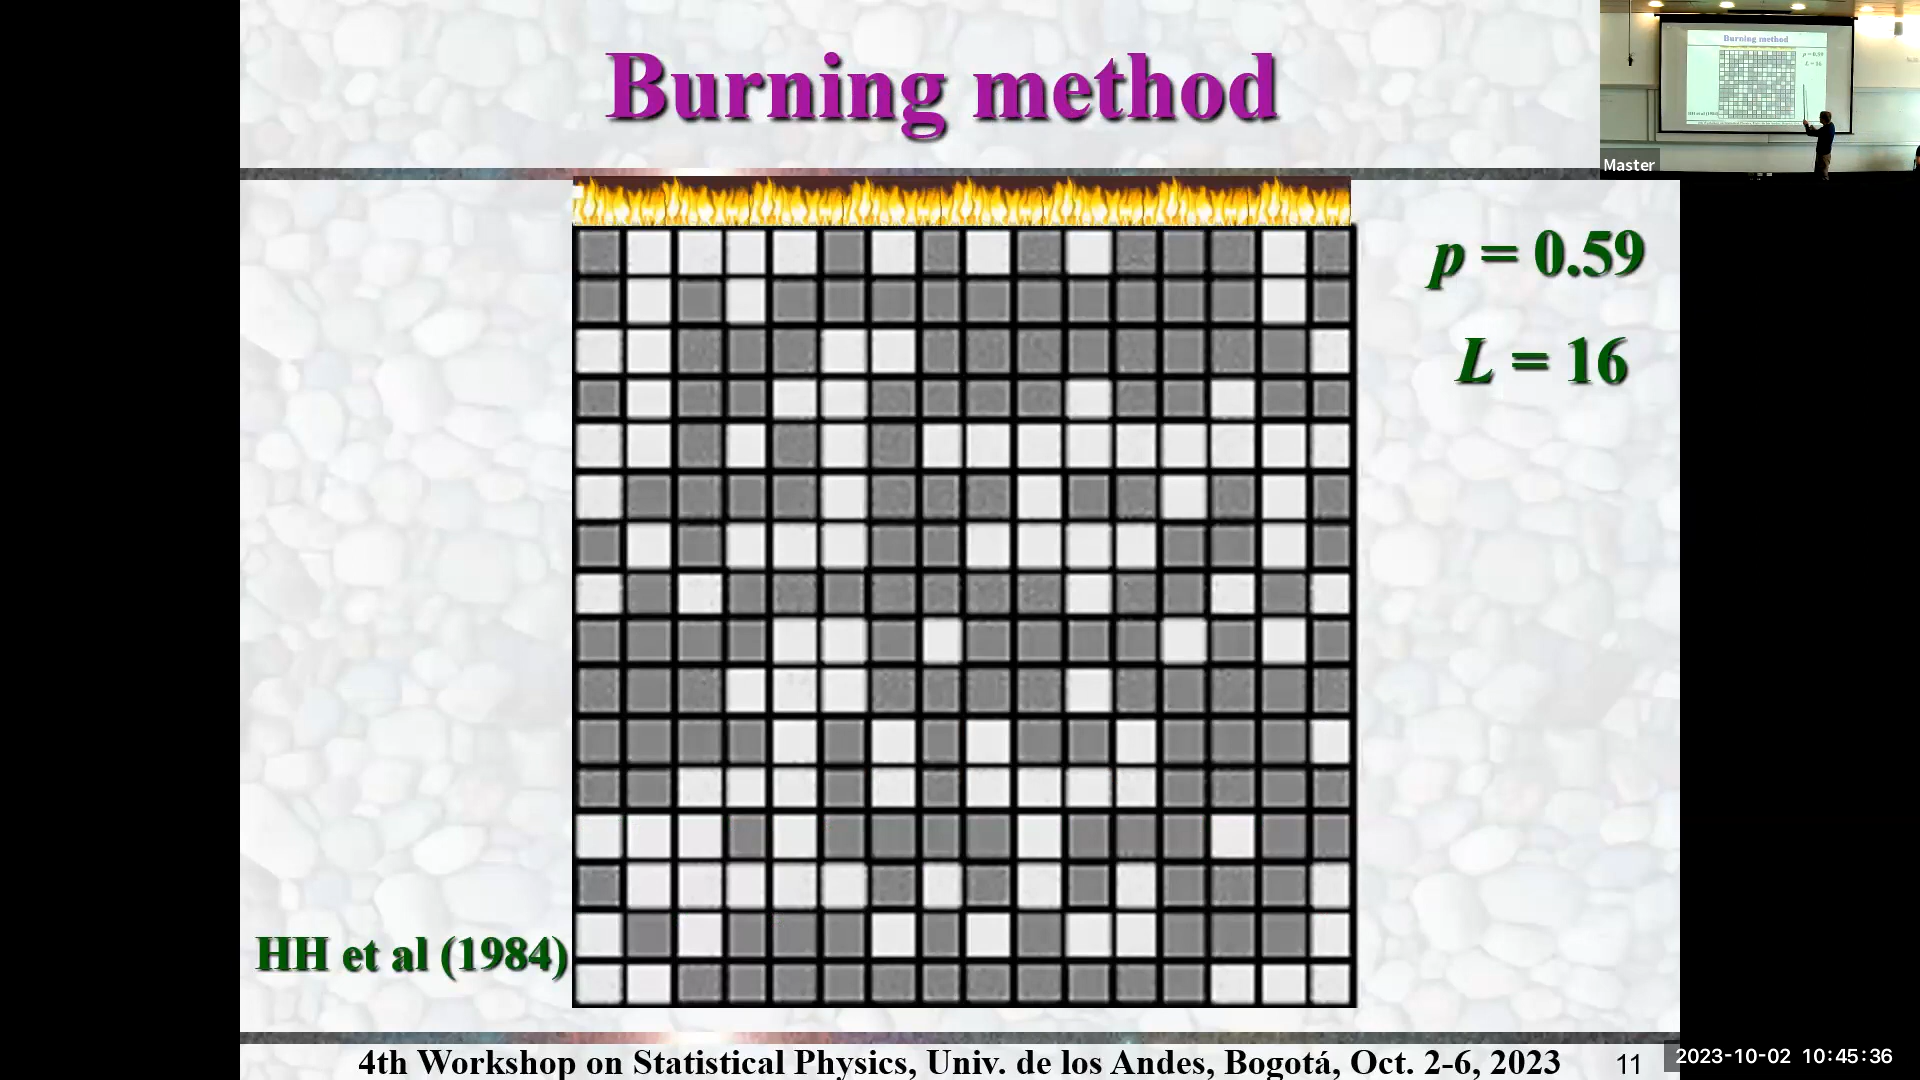 Burning method
Master
p = 0.59
L = 16
HH et al (1984)
4th Workshop on Statistical Physics, Univ. de los Andes, Bogotá, Oct. 2-6, 2023
11
2023-10-02 10:45:36